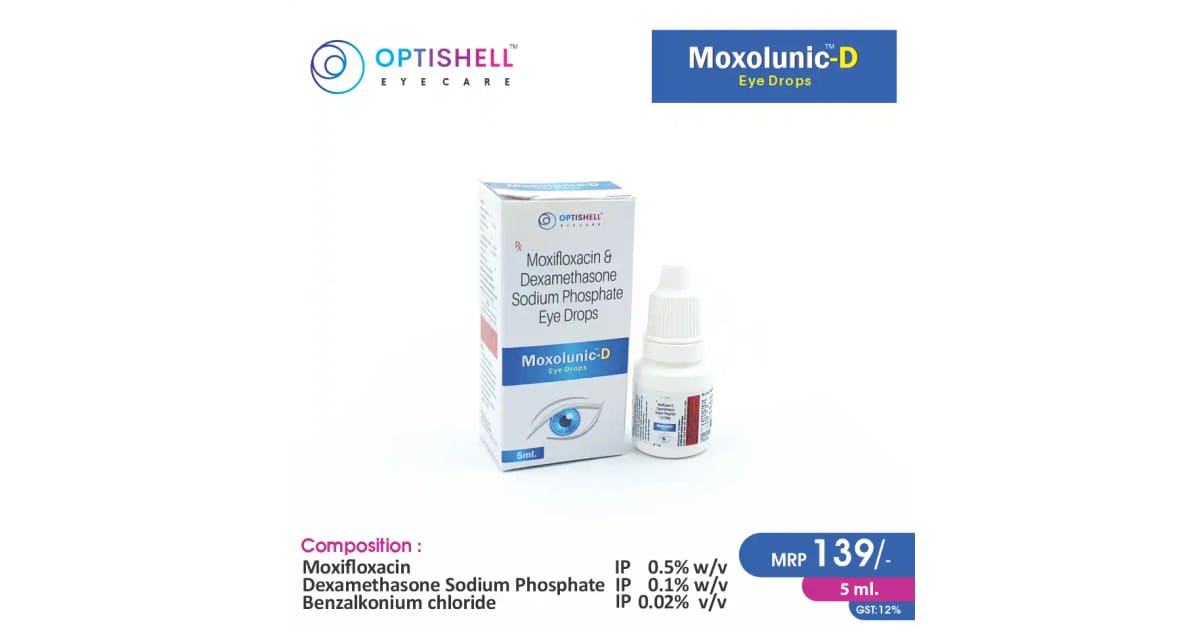 OPTISHELL™
EYECARE
Moxolunic™-D
Eye Drops
OPTISHELL
EYECARE
Rx
Moxifloxacin &
Dexamethasone
Sodium Phosphate
Eye Drops
Moxolunic-D
Eye Drops
5ml.
Composition :
Moxifloxacin IP 0.5% w/v
Dexamethasone Sodium Phosphate IP 0.1% w/v
Benzalkonium chloride IP 0.02% v/v
MRP 139/-
5 ml.
GST:12%